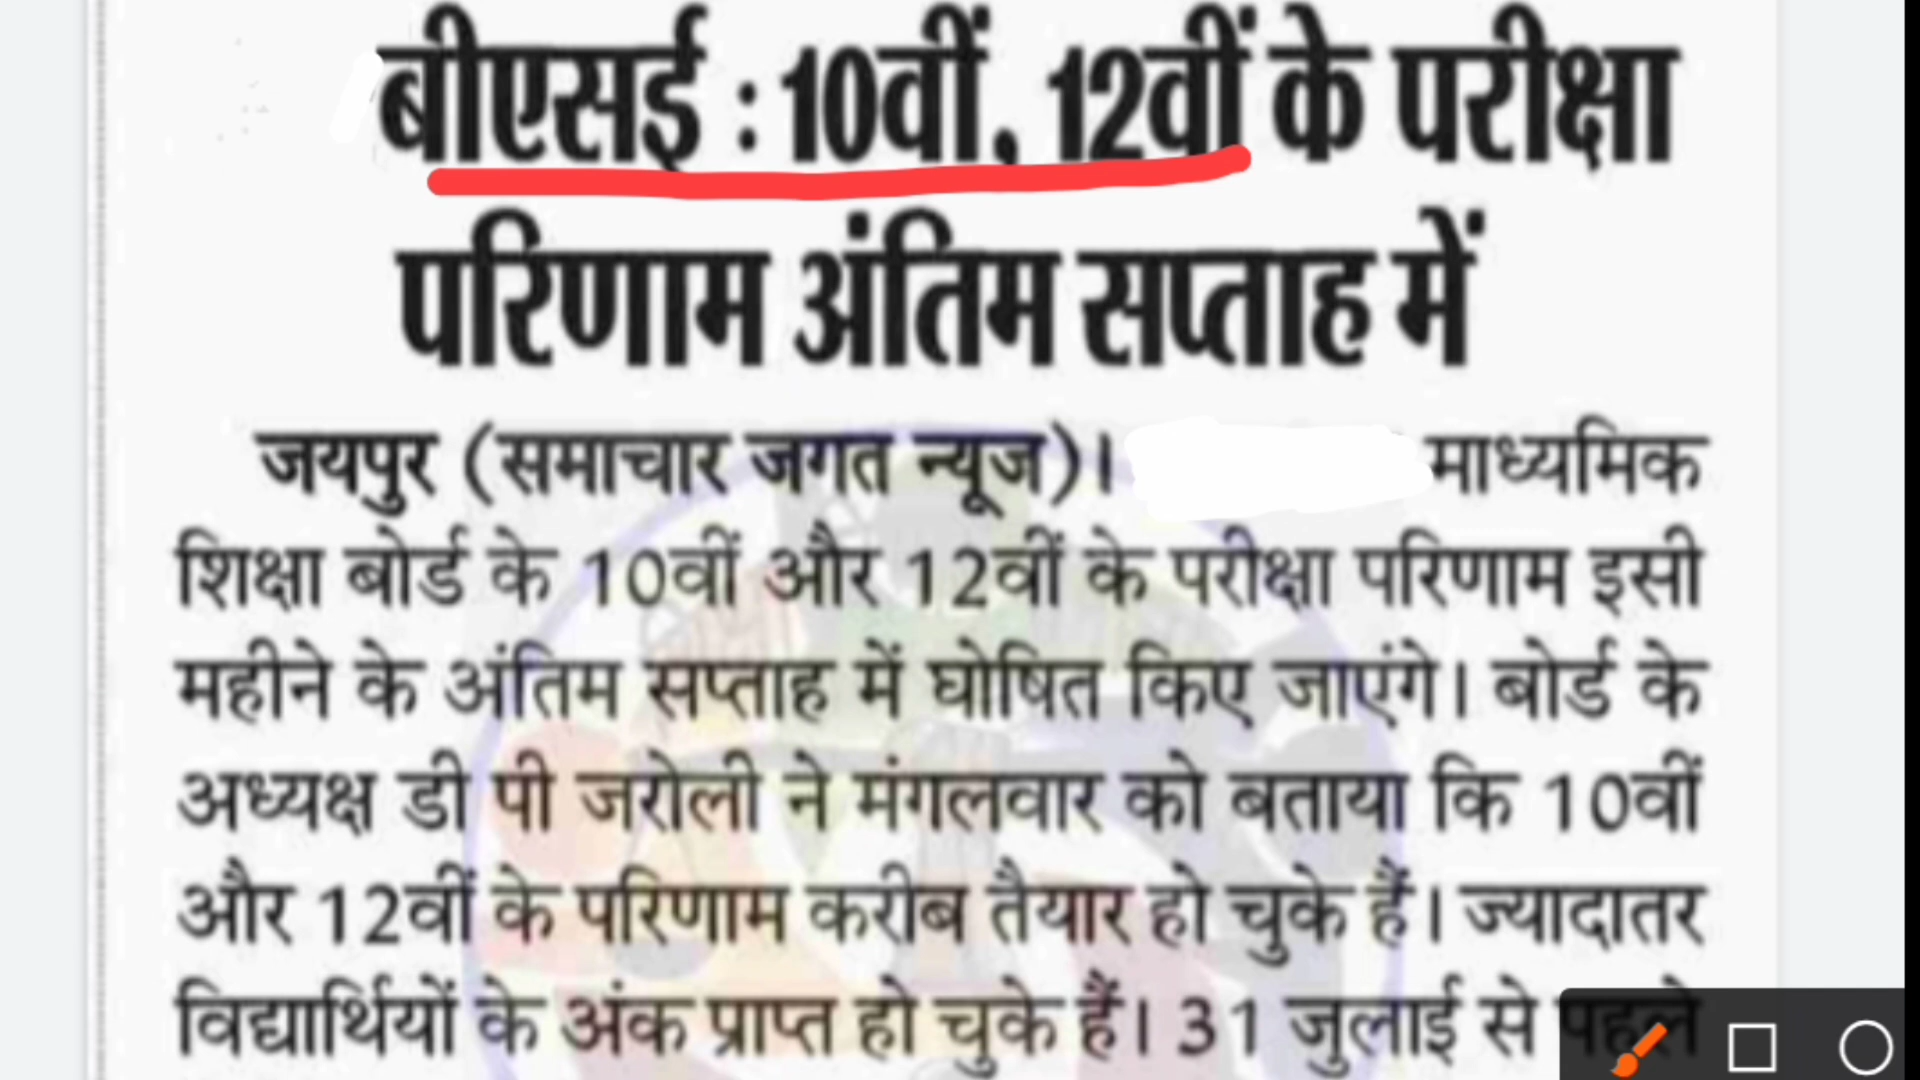 बीएसई : 10वीं, 12वीं के परीक्षा
परिणाम अंतिम सप्ताह में
जयपुर (समाचार जगत न्यूज)। माध्यमिक
शिक्षा बोर्ड के 10वीं और 12वीं के परीक्षा परिणाम इसी
महीने के अंतिम सप्ताह में घोषित किए जाएंगे। बोर्ड के
अध्यक्ष डी पी जरोली ने मंगलवार को बताया कि 10वीं
और 12वीं के परिणाम करीब तैयार हो चुके हैं। ज्यादातर
विद्यार्थियों के अंक प्राप्त हो चुके हैं। 31 जुलाई से पहले